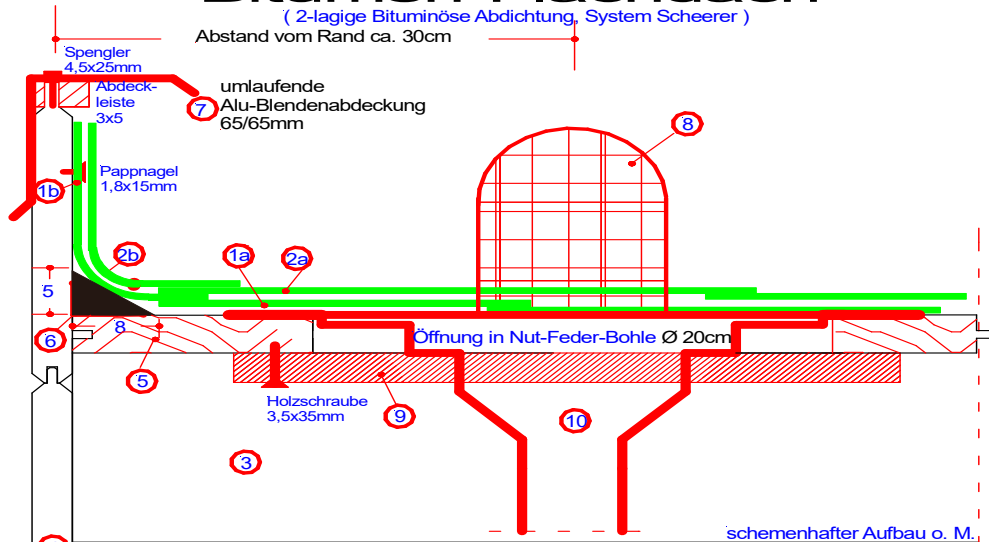 Bitumen-Flachdach
( 2-lagige Bituminöse Abdichtung, System Scheerer )
Abstand vom Rand ca. 30cm
Spengler
4,5x25mm
Abdeck-
leiste
3x5
7
umlaufende
Alu-Blendenabdeckung
65/65mm
8
Pappnagel
1,8x15mm
1b
2b
1a
2a
5
8
6
Öffnung in Nut-Feder-Bohle Ø 20cm
5
Holzschraube
3,5x35mm
9
10
3
schemenhafter Aufbau o. M.